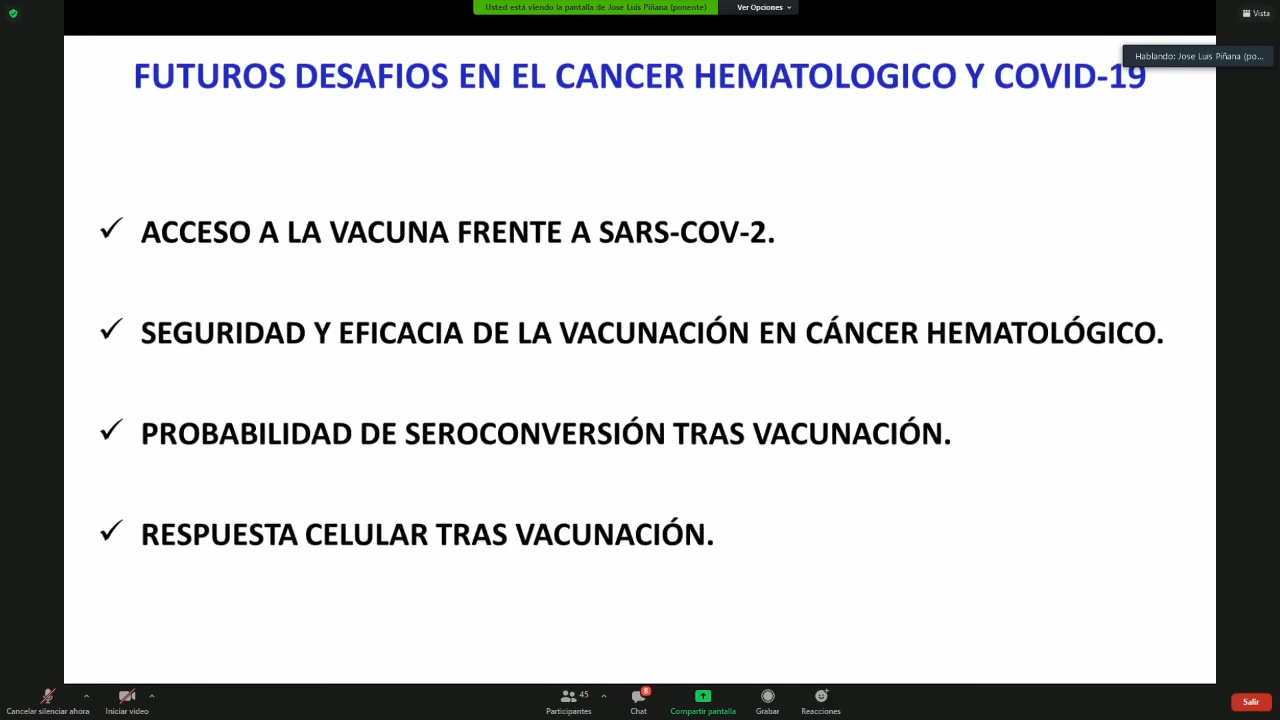 Usted está viendo la pantalla de Jose Luis Piñana (ponente)
Ver Opciones
Vista
Hablando: Jose Luis Piñana (po...
FUTUROS DESAFIOS EN EL CANCER HEMATOLOGICO Y COVID-19
✓ ACCESO A LA VACUNA FRENTE A SARS-COV-2.
✓ SEGURIDAD Y EFICACIA DE LA VACUNACIÓN EN CÁNCER HEMATOLÓGICO.
✓ PROBABILIDAD DE SEROCONVERSIÓN TRAS VACUNACIÓN.
✓ RESPUESTA CELULAR TRAS VACUNACIÓN.
Cancelar silenciar ahora
Iniciar video
45
Participantes
8
Chat
Compartir pantalla
Grabar
Reacciones
Salir